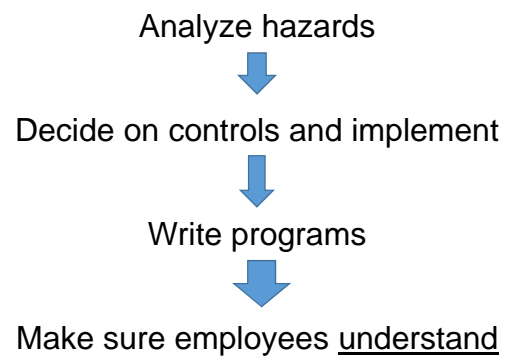 Analyze hazards
Decide on controls and implement
Write programs
Make sure employees understand